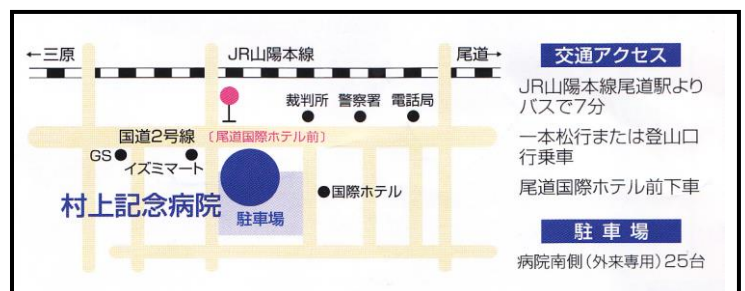 ←三原
JR山陽本線
尾道→
裁判所
警察署
電話局
国道2号線
〔尾道国際ホテル前〕
GS
イズミマート
国際ホテル
村上記念病院
駐車場
交通アクセス
JR山陽本線尾道駅より
バスで7分
一本松行または登山口
行乗車
尾道国際ホテル前下車
駐車場
病院南側(外来専用)25台